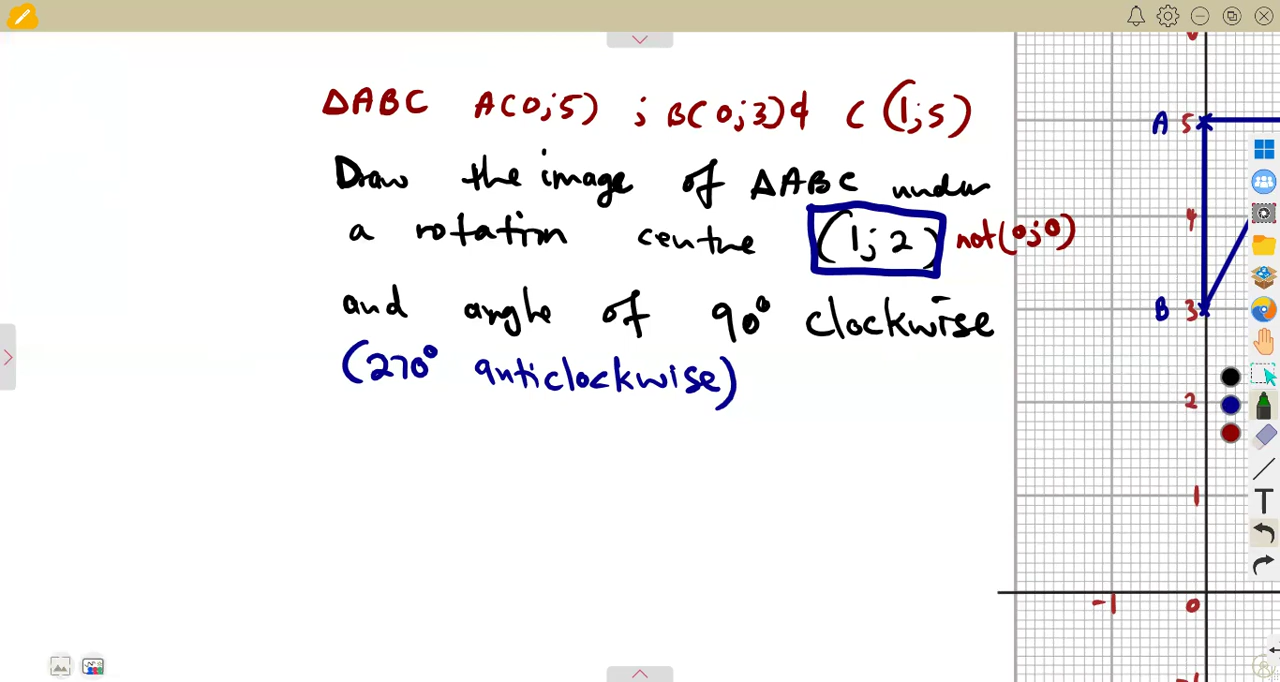 ΔABC A(0;5) ; B(0;3) & C(1;5)
Draw the image of ΔABC under
a rotation centre (1;2) not (0;0)
and angle of 90° clockwise
(270° anticlockwise)
A 5
4
B 3
2
1
-1 0
T